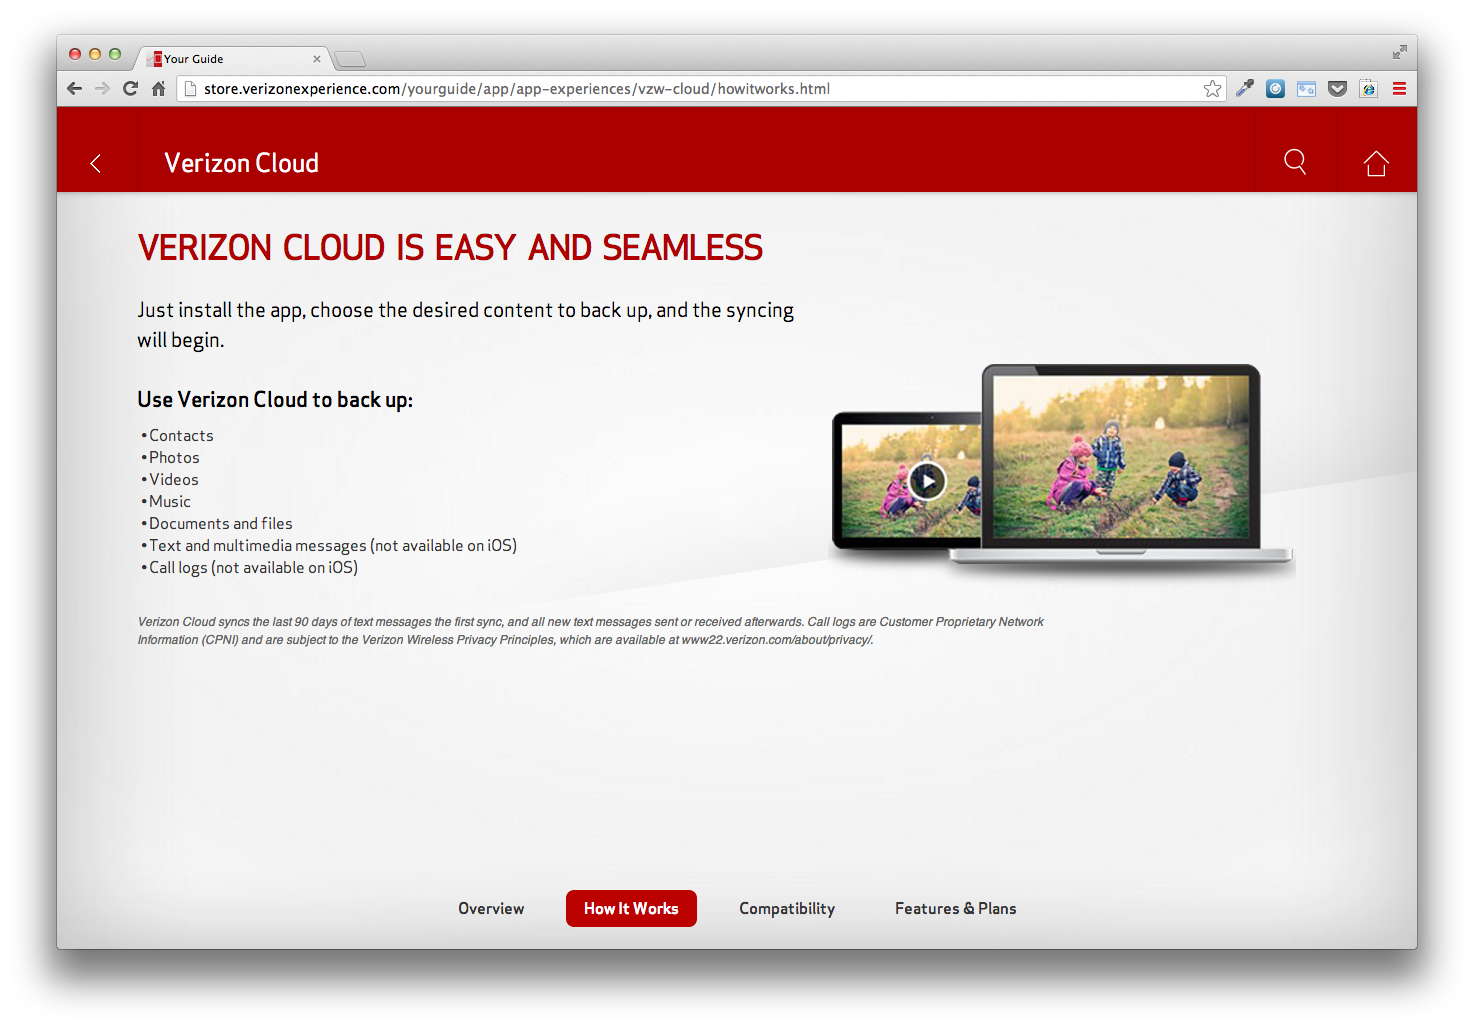 Your Guide
store.verizonexperience.com/yourguide/app/app-experiences/vzw-cloud/howitworks.html
Verizon Cloud
VERIZON CLOUD IS EASY AND SEAMLESS
Just install the app, choose the desired content to back up, and the syncing
will begin.
Use Verizon Cloud to back up:
•Contacts
•Photos
•Videos
•Music
•Documents and files
•Text and multimedia messages (not available on iOS)
•Call logs (not available on iOS)
Verizon Cloud syncs the last 90 days of text messages the first sync, and all new text messages sent or received afterwards. Call logs are Customer Proprietary Network
Information (CPNI) and are subject to the Verizon Wireless Privacy Principles, which are available at www22.verizon.com/about/privacy/.
Overview How It Works Compatibility Features & Plans